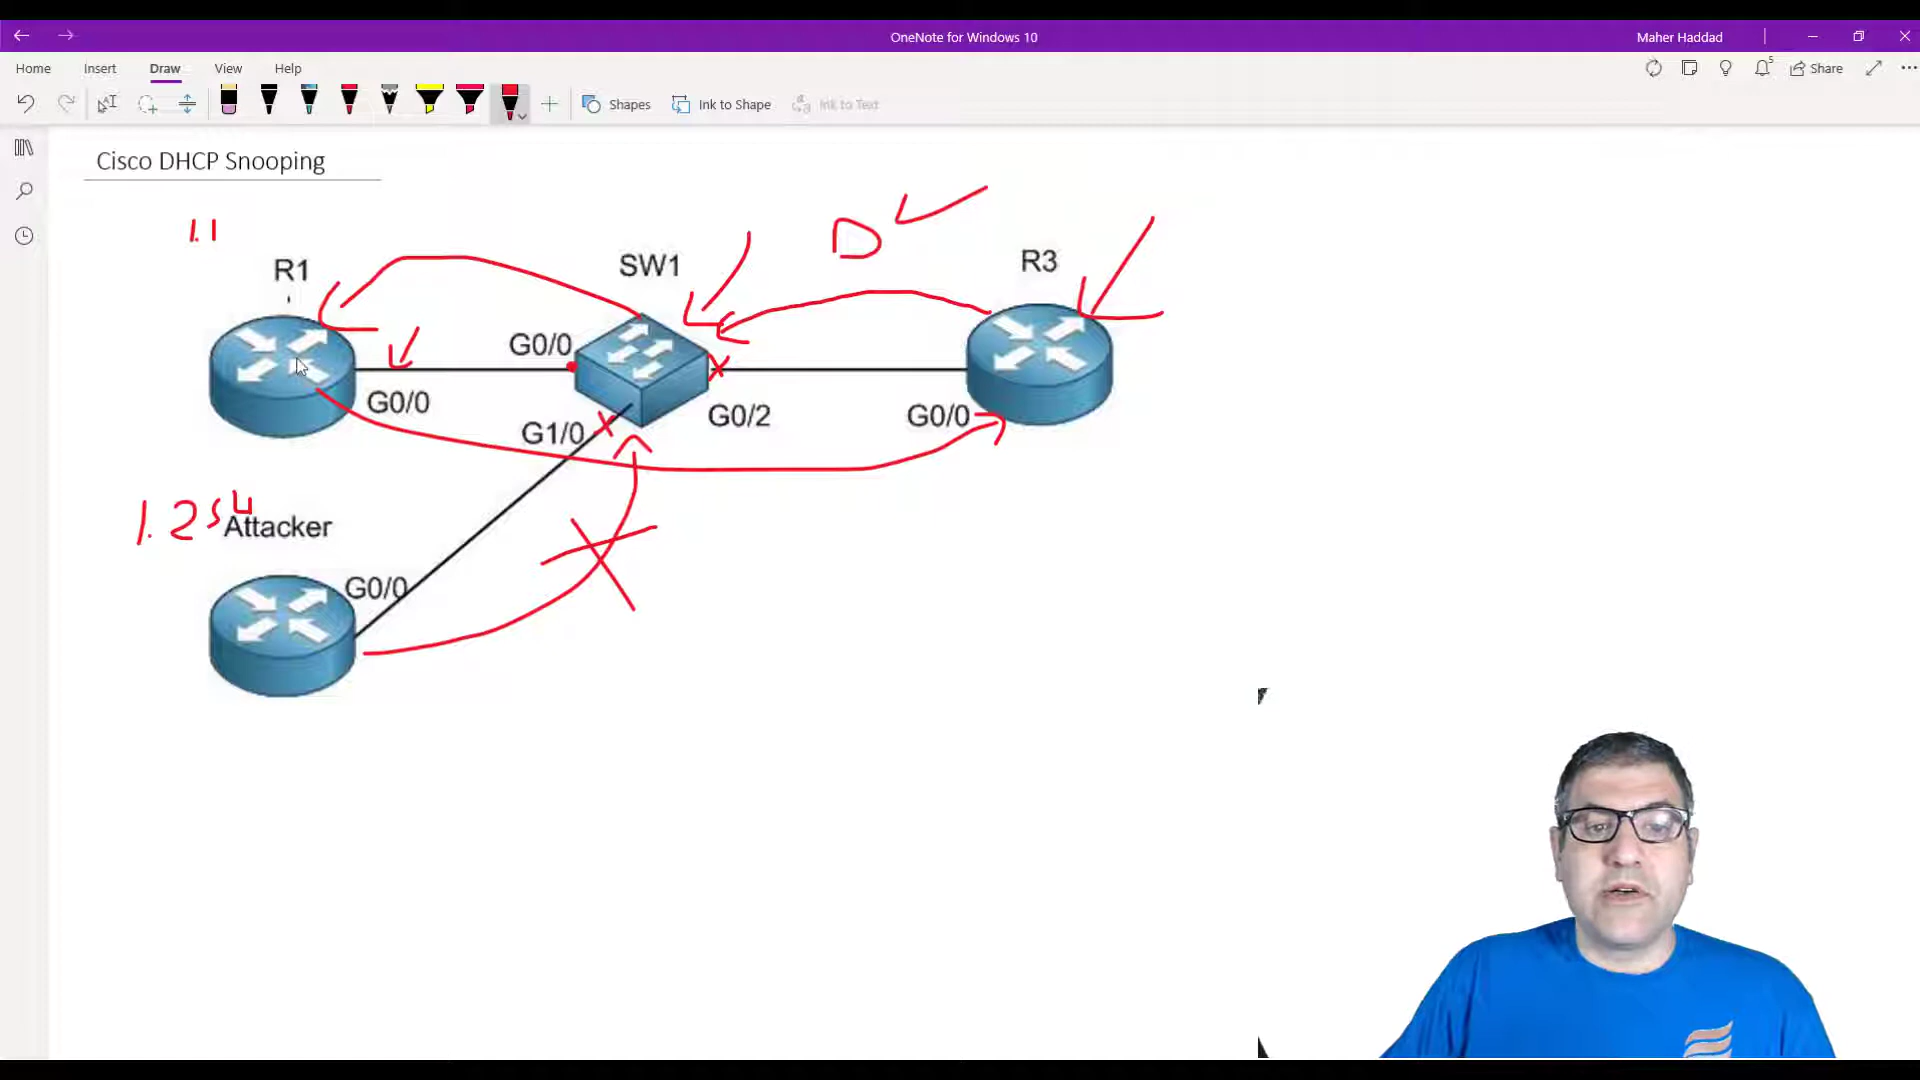 OneNote for Windows 10
Maher Haddad
Home Insert Draw View Help
5
Share
Shapes
Ink to Shape
Ink to Text
Cisco DHCP Snooping
1.1
D
R1
SW1
R3
G0/0
G0/0
G0/2
G0/0
G1/0
1.254
Attacker
G0/0